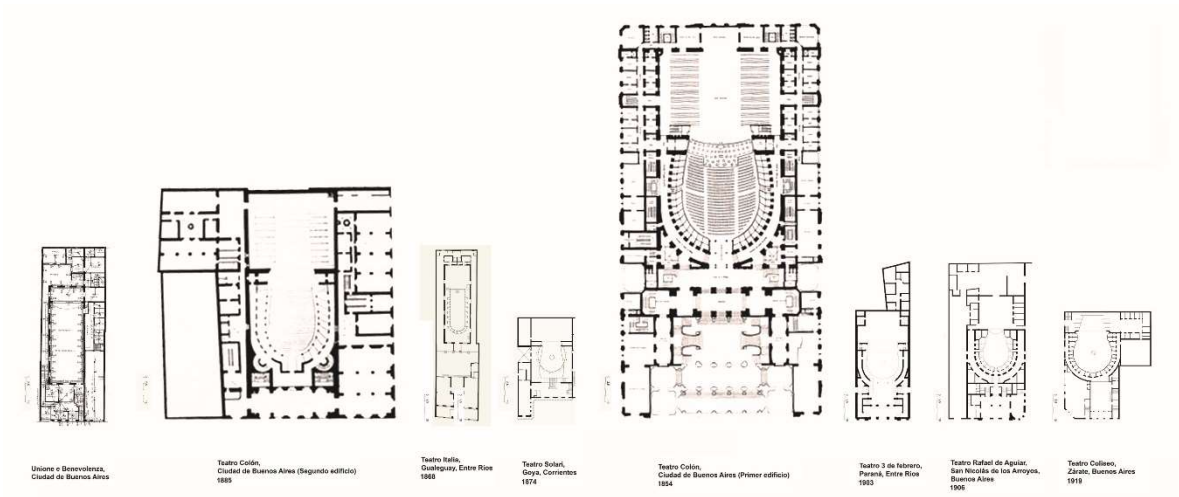 Unione e Benevolenza,
Ciudad de Buenos Aires
Teatro Colón,
Ciudad de Buenos Aires (Segundo edificio)
1885
Teatro Italia,
Gualeguay, Entre Ríos
1868
Teatro Solari,
Goya, Corrientes
1874
Teatro Colón,
Ciudad de Buenos Aires (Primer edificio)
1854
Teatro 3 de febrero,
Paraná, Entre Ríos
1983
Teatro Rafael de Aguiar,
San Nicolás de los Arroyos,
Buenos Aires
1906
Teatro Coliseo,
Zárate, Buenos Aires
1919